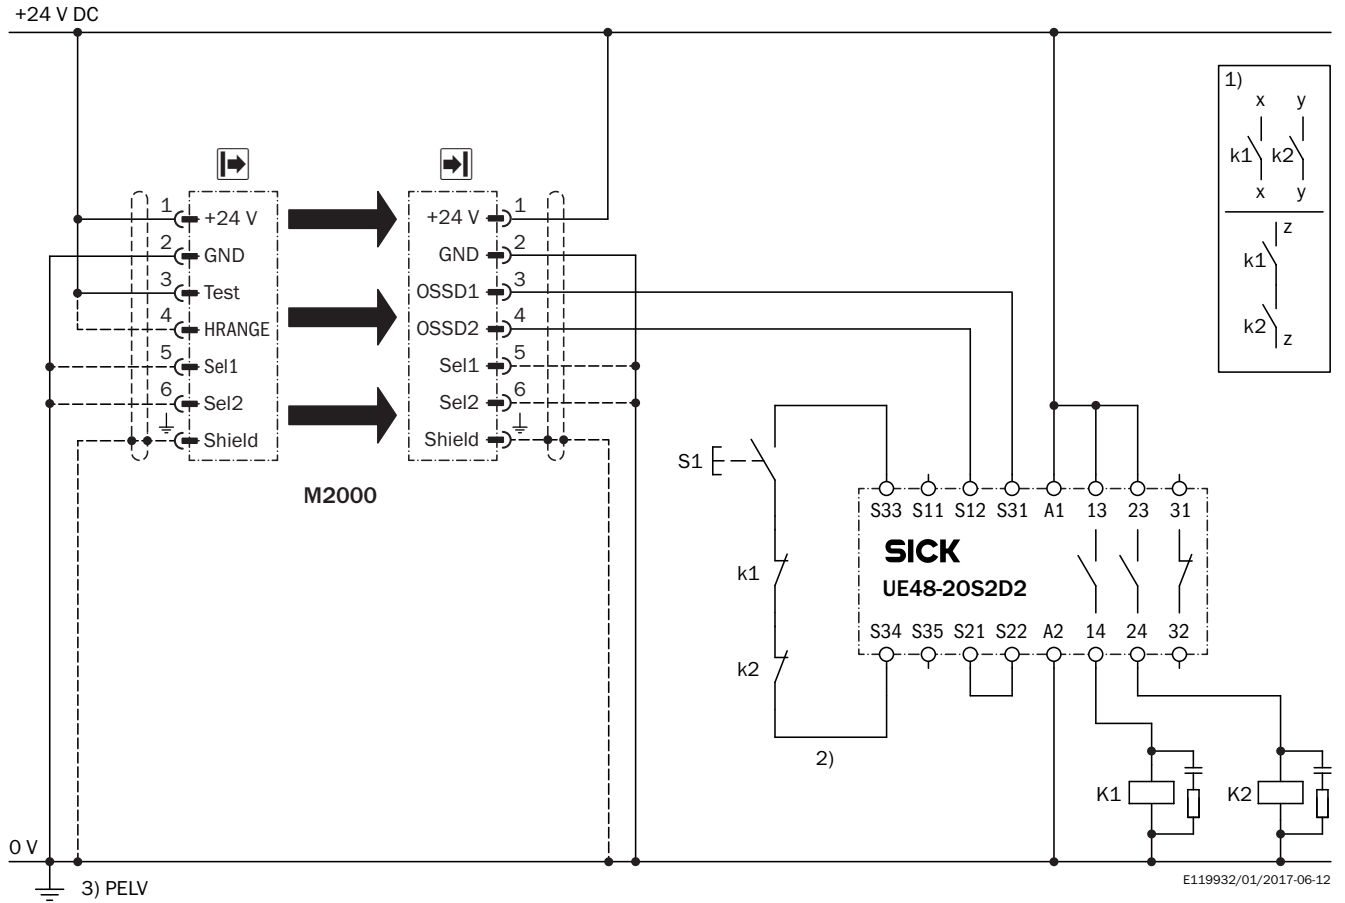 +24 V DC
1)
x y
k1 k2
x y
z
k1
k2
z
1 +24 V
2 GND
3 Test
4 HRANGE
5 Sel1
6 Sel2
Shield
+24 V 1
GND 2
OSSD1 3
OSSD2 4
Sel1 5
Sel2 6
Shield
M2000
S1
k1
k2
2)
S33 S11 S12 S31 A1 13 23 31
SICK
UE48-2OS2D2
S34 S35 S21 S22 A2 14 24 32
K1 K2
0 V
3) PELV
E119932/01/2017-06-12